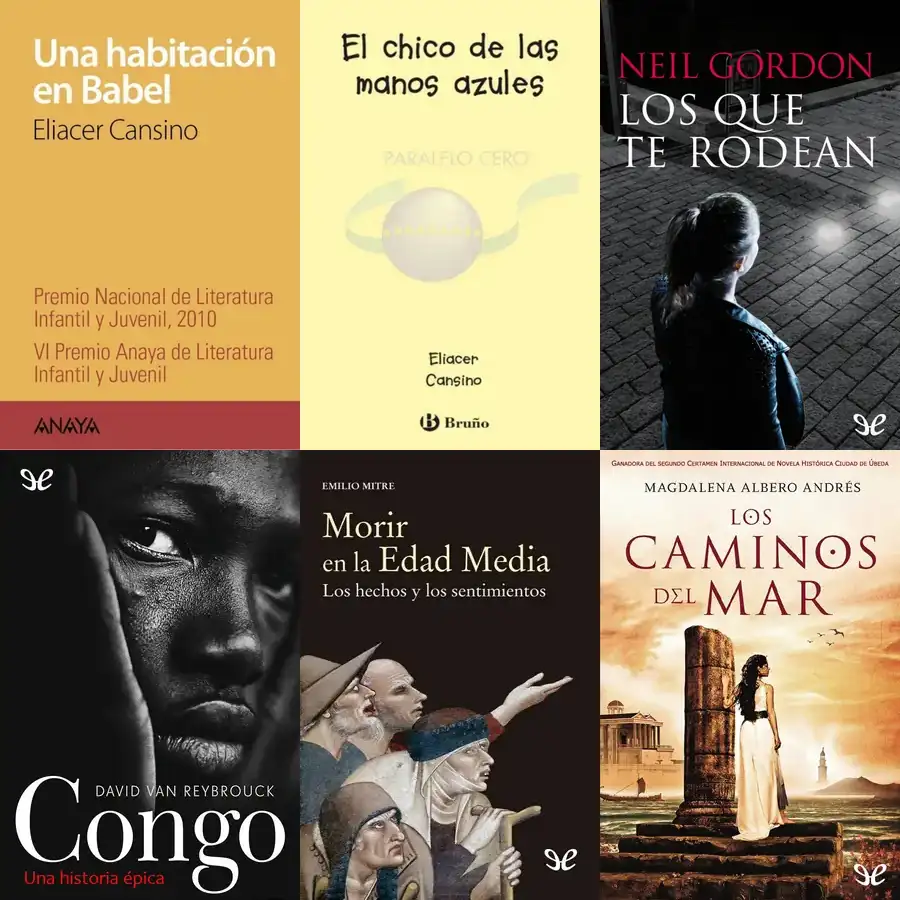 Una habitación
en Babel
Eliacer Cansino
Premio Nacional de Literatura
Infantil y Juvenil, 2010
VI Premio Anaya de Literatura
Infantil y Juvenil
ANAYA
El chico de las
manos azules
PARALELO CERO
Eliacer
Cansino
B Bruño
NEIL GORDON
LOS QUE
TE RODEAN
DAVID VAN REYBROUCK
Congo
Una historia épica
EMILIO MITRE
Morir
en la Edad Media
Los hechos y los sentimientos
GANADORA DEL SEGUNDO CERTAMEN INTERNACIONAL DE NOVELA HISTÓRICA CIUDAD DE ÚBEDA
MAGDALENA ALBERO ANDRÉS
LOS
CAMINOS
DEL MAR